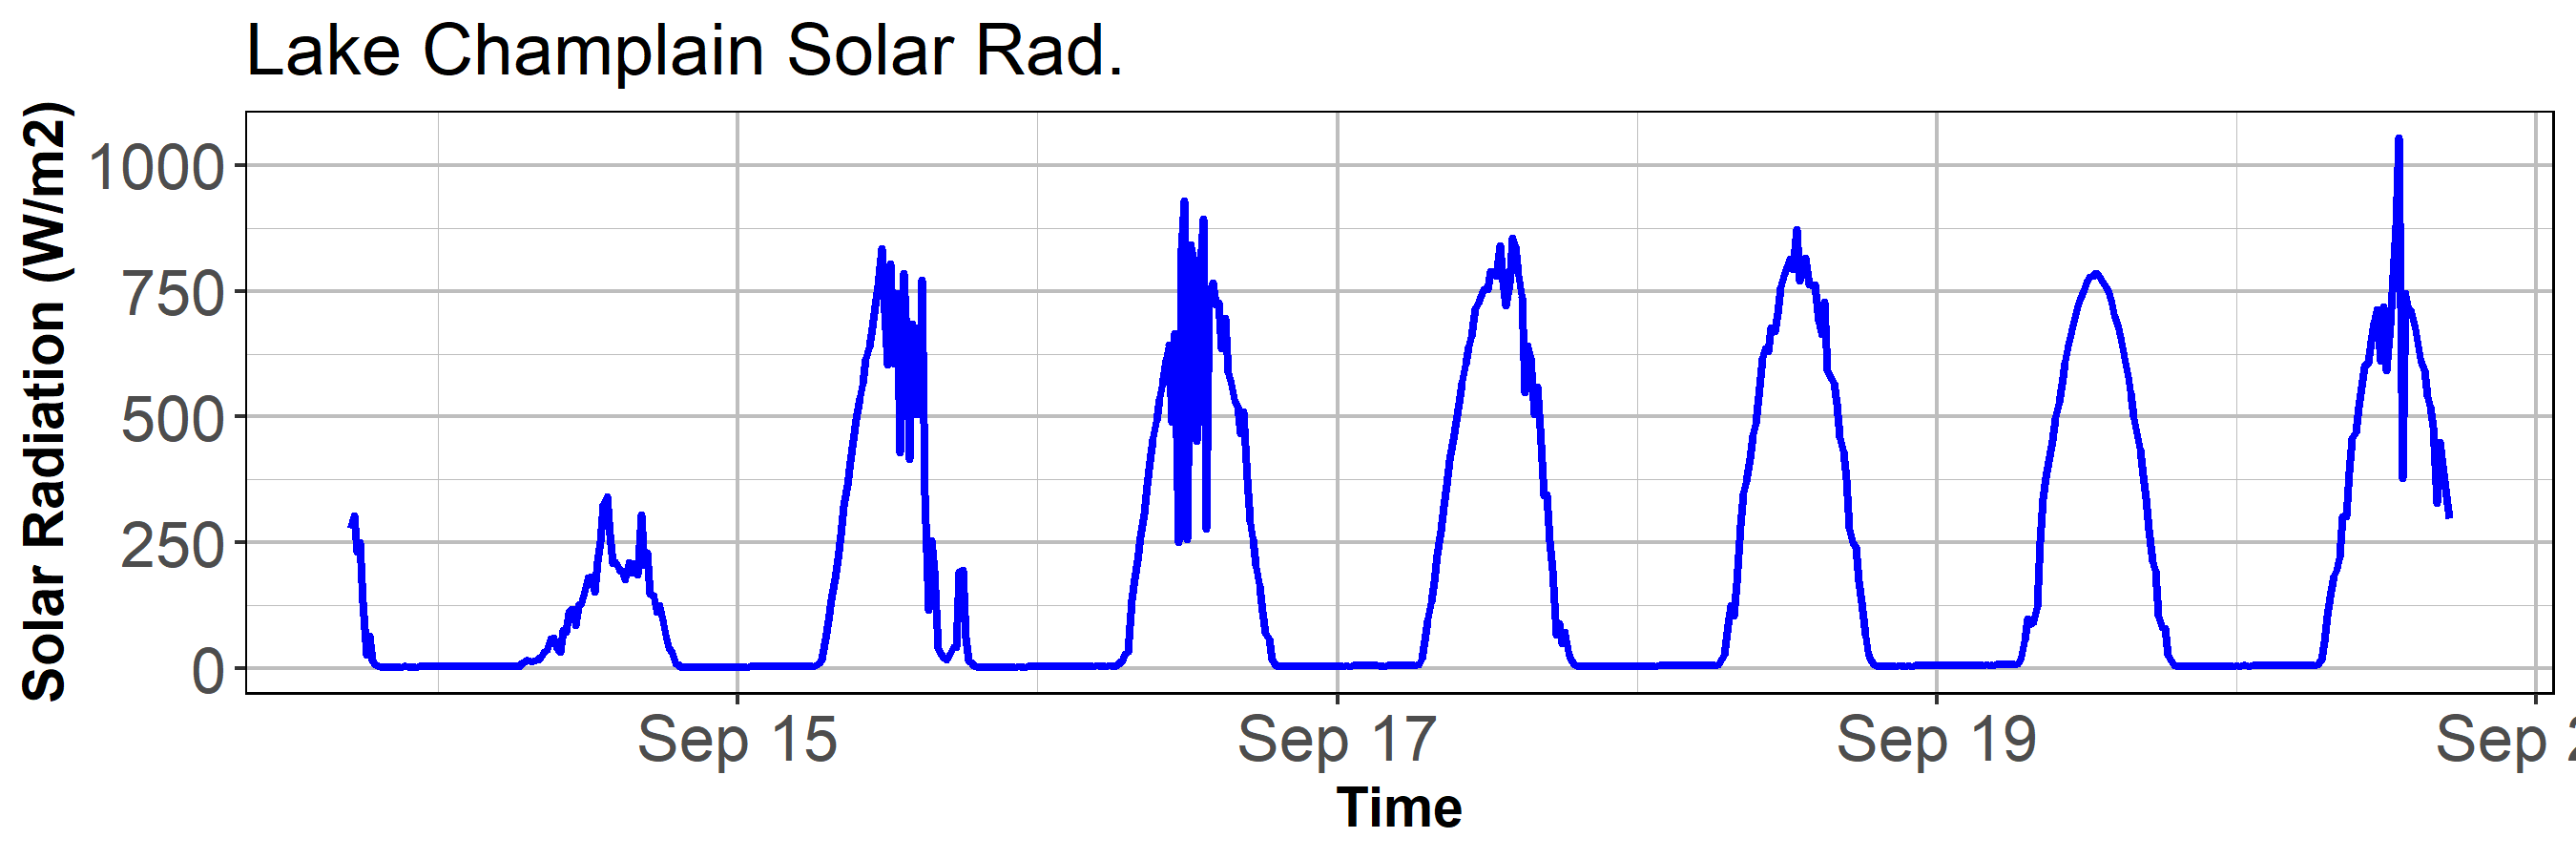 Lake Champlain Solar Rad.
Solar Radiation (W/m2)
1000
750
500
250
0
Sep 15 Sep 17 Sep 19 Sep
Time